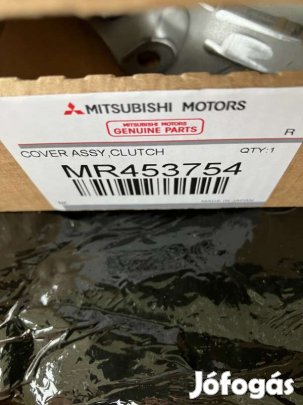 MITSUBISHI MOTORS
MITSUBISHI MOTORS
GENUINE PARTS
R
COVER ASSY,CLUTCH QTY:1
MR453754
MADE IN JAPAN
Jófogás